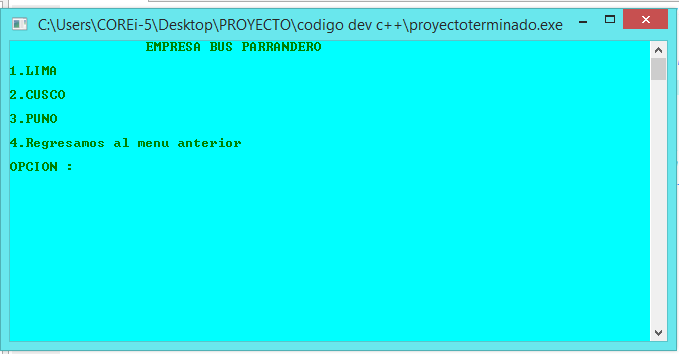 C:\Users\COREi-5\Desktop\PROYECTO\codigo dev c++\proyectoterminado.exe
EMPRESA BUS PARRANDERO
1.LIMA
2.CUSCO
3.PUNO
4.Regresamos al menu anterior
OPCION :